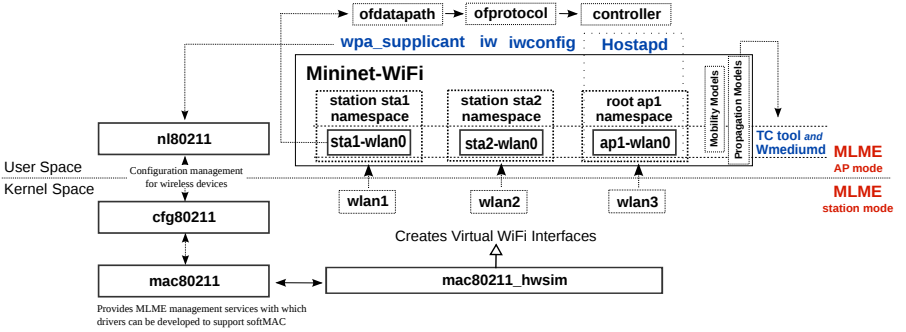 ofdatapath
ofprotocol
controller
wpa_supplicant iw iwconfig Hostapd
Mininet-WiFi
station sta1
namespace
sta1-wlan0
station sta2
namespace
sta2-wlan0
root ap1
namespace
ap1-wlan0
Mobility Models
Propagation Models
TC tool and
Wmediumd
MLME
AP mode
MLME
station mode
nl80211
User Space
Kernel Space
Configuration management
for wireless devices
cfg80211
wlan1
wlan2
wlan3
Creates Virtual WiFi Interfaces
mac80211
mac80211_hwsim
Provides MLME management services with which
drivers can be developed to support softMAC